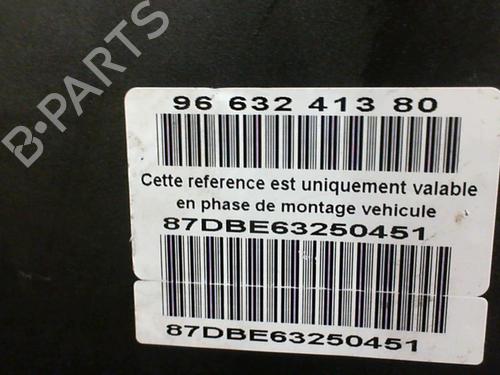 B-PARTS
96 632 413 80
Cette reference est uniquement valable
en phase de montage vehicule
87DBE63250451
87DBE63250451